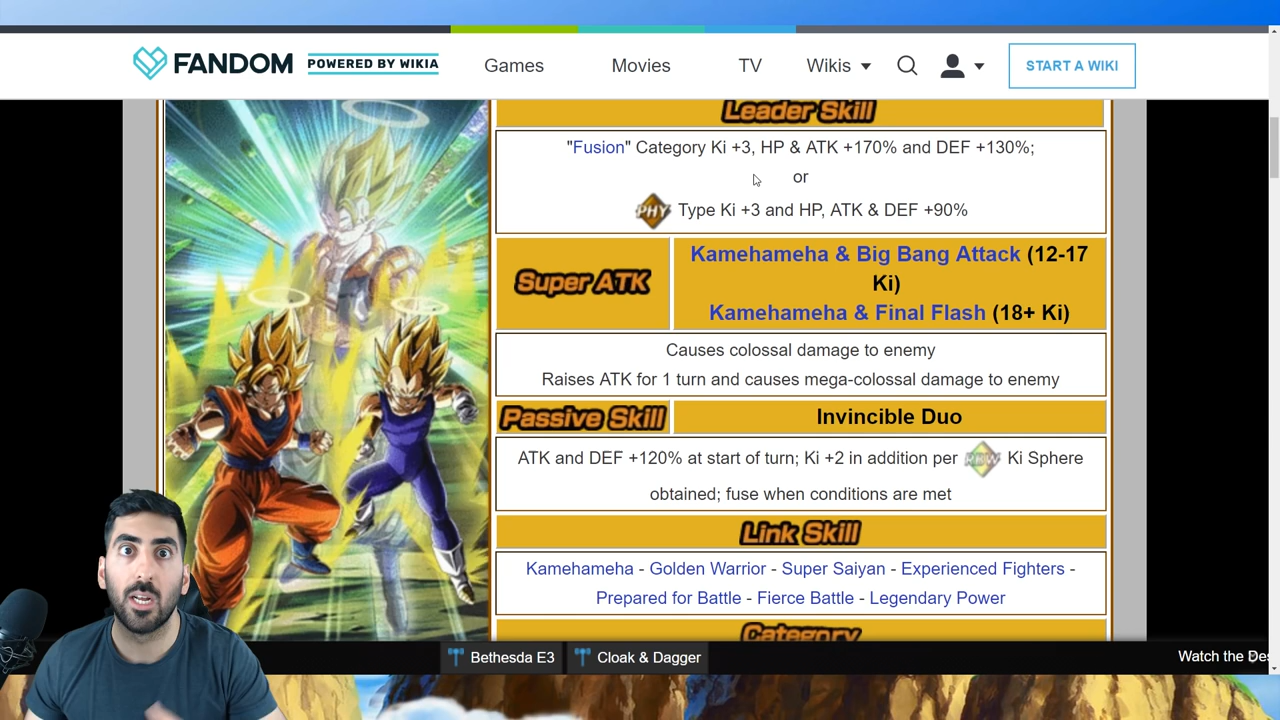 FANDOM POWERED BY WIKIA Games Movies TV Wikis START A WIKI
Leader Skill
"Fusion" Category Ki +3, HP & ATK +170% and DEF +130%;
or
PHY Type Ki +3 and HP, ATK & DEF +90%
Super ATK
Kamehameha & Big Bang Attack (12-17
Ki)
Kamehameha & Final Flash (18+ Ki)
Causes colossal damage to enemy
Raises ATK for 1 turn and causes mega-colossal damage to enemy
Passive Skill Invincible Duo
ATK and DEF +120% at start of turn; Ki +2 in addition per RBW Ki Sphere
obtained; fuse when conditions are met
Link Skill
Kamehameha - Golden Warrior - Super Saiyan - Experienced Fighters -
Prepared for Battle - Fierce Battle - Legendary Power
Category
Bethesda E3 Cloak & Dagger Watch the